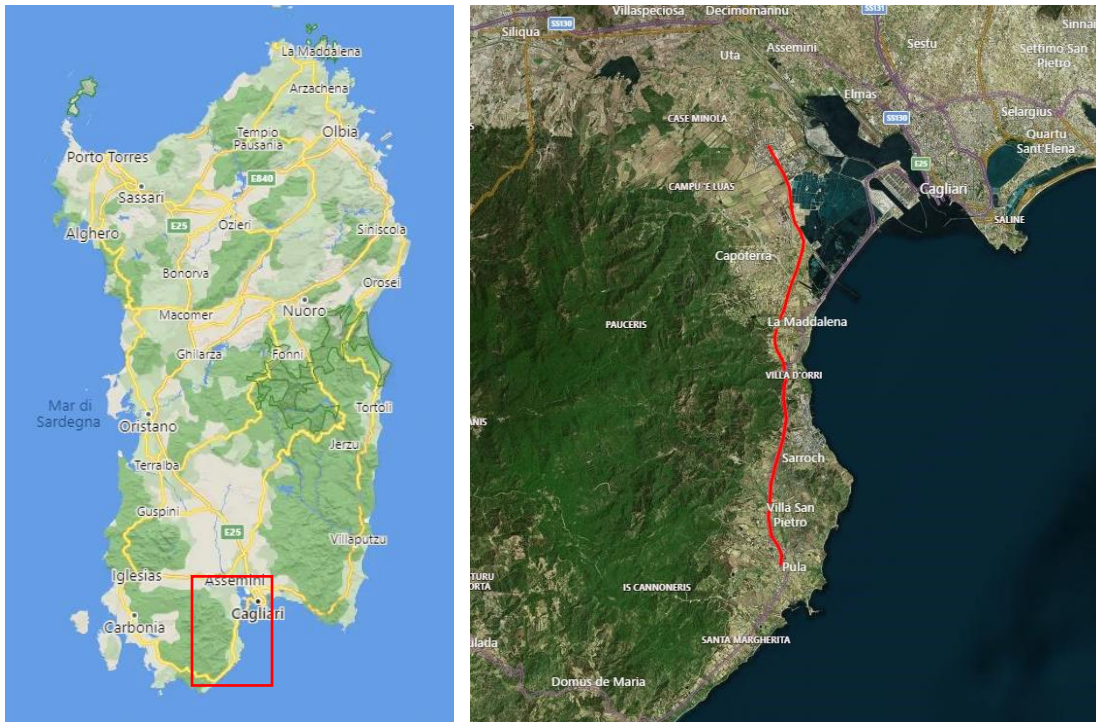 La Maddalena
Arzachena
Tempio
Pausania
Olbia
Porto Torres
E840
Sassari
E25
Ozieri
Siniscola
Alghero
Bonorva
Orosei
Macomer
Nuoro
Ghilarza
Fonni
Mar di
Sardegna
Oristano
Tortolì
Jerzu
Terralba
Guspini
E25
Villaputzu
Iglesias
Assemini
Cagliari
Carbonia
Villaspeciosa
Decimomannu
SS131
SS130
Siliqua
Sinnai
Uta
Assemini
Sestu
Settimo San
Pietro
Elmas
CASE MINOLA
SS130
Selargius
Quartu
Sant'Elena
E25
CAMPU 'E LUAS
Cagliari
SALINE
Capoterra
PAUCERIS
La Maddalena
VILLA D'ORRI
ANIS
Sarroch
Villa San
Pietro
Pula
IS CANNONERIS
TURU
ORTA
SANTA MARGHERITA
ulada
Domus de Maria